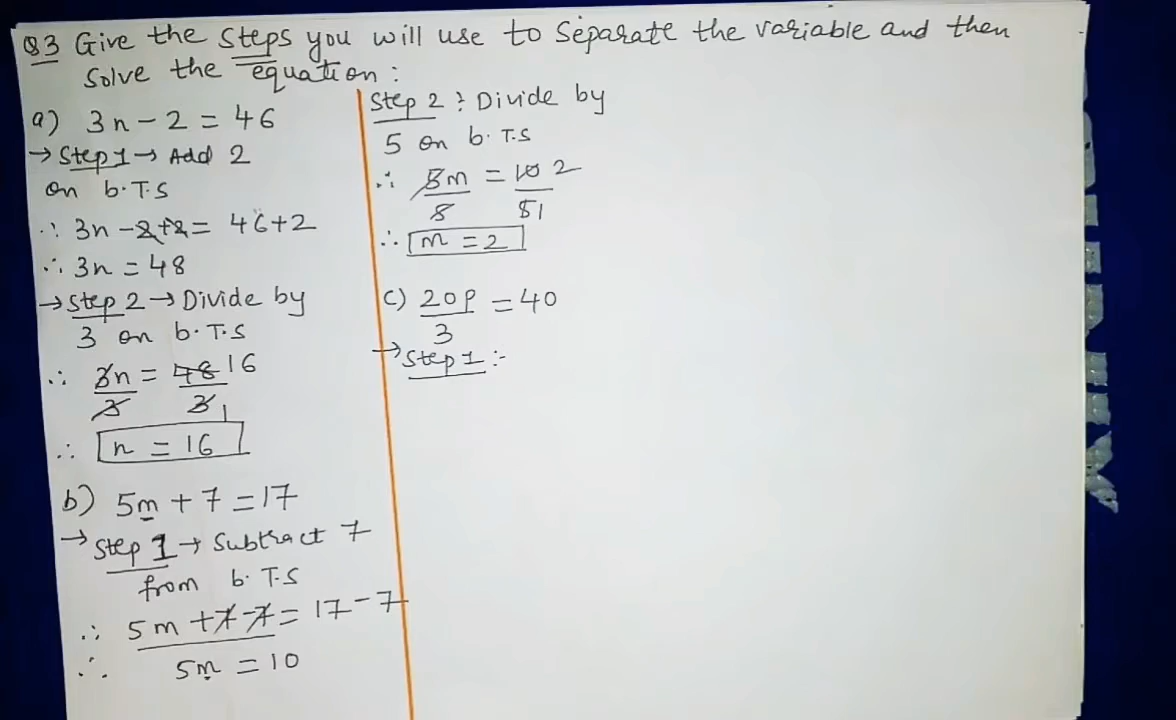 Q3 Give the steps you will use to separate the variable and then
solve the equation:
a) 3n - 2 = 46
→ Step 1 → Add 2
on b.T.S
∴ 3n - 2 + 2 = 46 + 2
∴ 3n = 48
→ Step 2 → Divide by
3 on b.T.S
∴ 3n/3 = 48/3 16 1
∴ n = 16
b) 5m + 7 = 17
→ Step 1 → Subtract 7
from b.T.S
∴ 5m + 7 - 7 = 17 - 7
∴ 5m = 10
Step 2 : Divide by
5 on b.T.S
∴ 5m/5 = 10/5 2 1
∴ m = 2
c) 20p/3 = 40
→ Step 1 :-